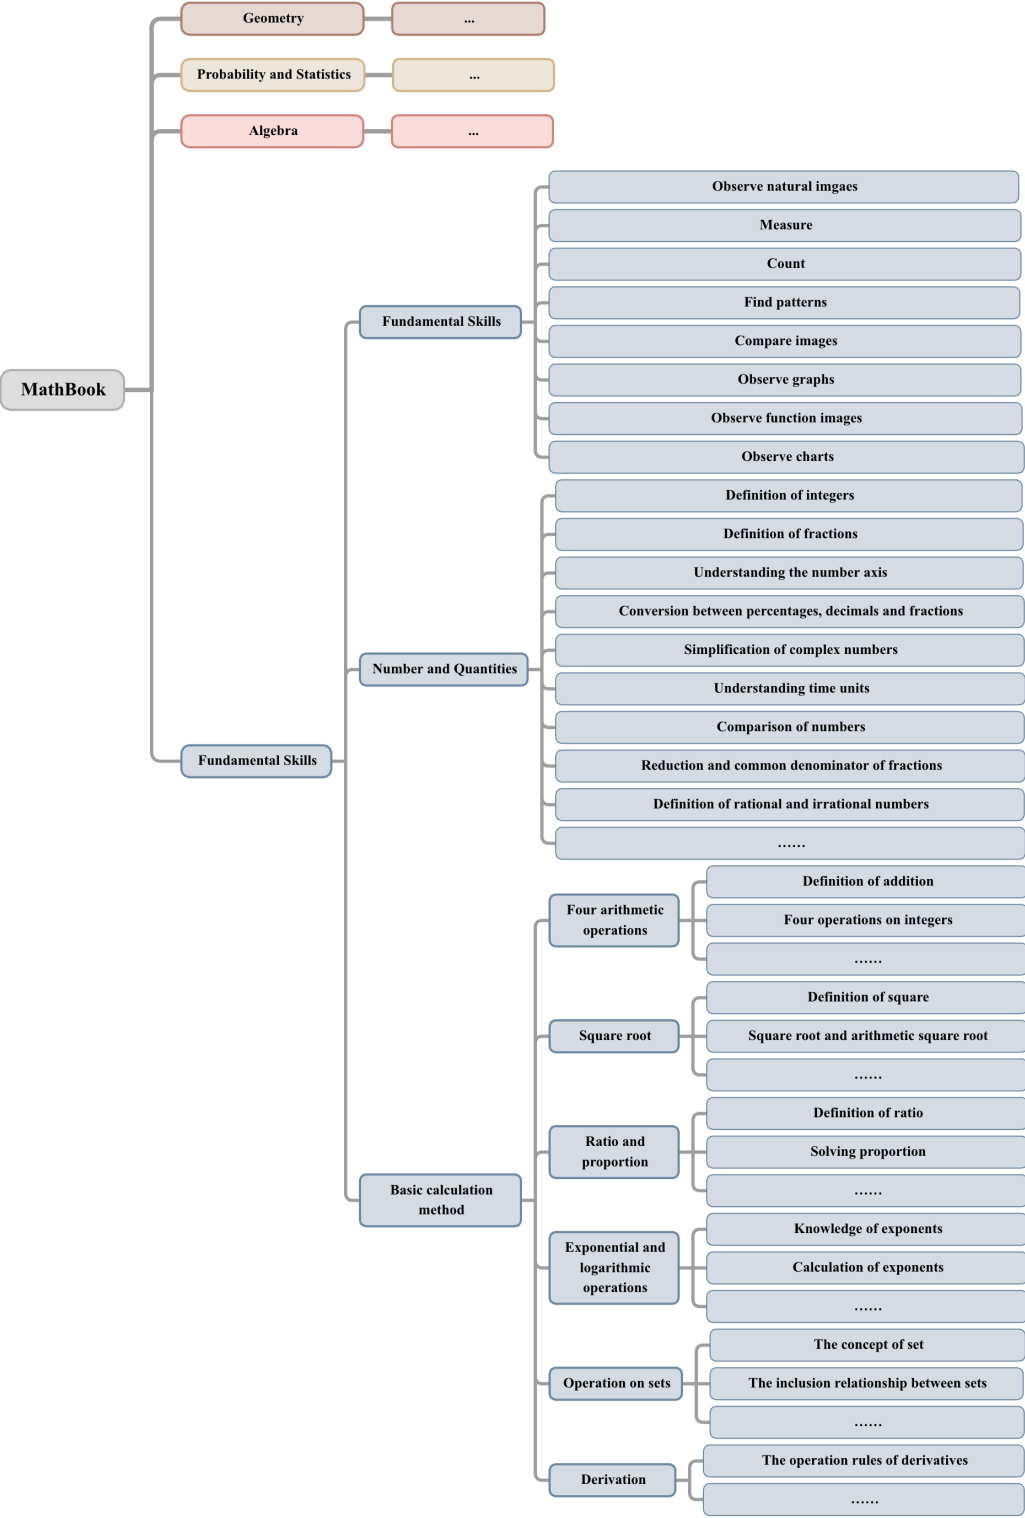 Geometry
...
Probability and Statistics
...
Algebra
...
MathBook
Fundamental Skills
Fundamental Skills
Observe natural imgaes
Measure
Count
Find patterns
Compare images
Observe graphs
Observe function images
Observe charts
Number and Quantities
Definition of integers
Definition of fractions
Understanding the number axis
Conversion between percentages, decimals and fractions
Simplification of complex numbers
Understanding time units
Comparison of numbers
Reduction and common denominator of fractions
Definition of rational and irrational numbers
……
Basic calculation
method
Four arithmetic
operations
Definition of addition
Four operations on integers
……
Square root
Definition of square
Square root and arithmetic square root
……
Ratio and
proportion
Definition of ratio
Solving proportion
……
Exponential and
logarithmic
operations
Knowledge of exponents
Calculation of exponents
……
Operation on sets
The concept of set
The inclusion relationship between sets
……
Derivation
The operation rules of derivatives
……